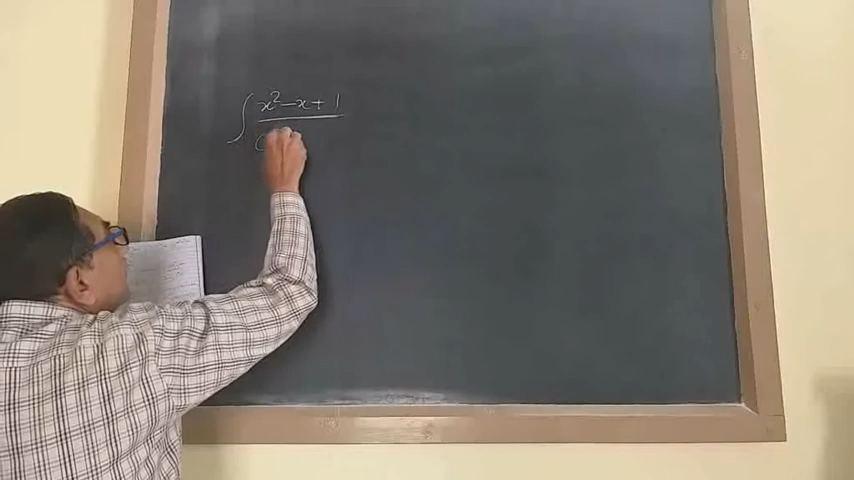 ∫ x² – x + 1
(